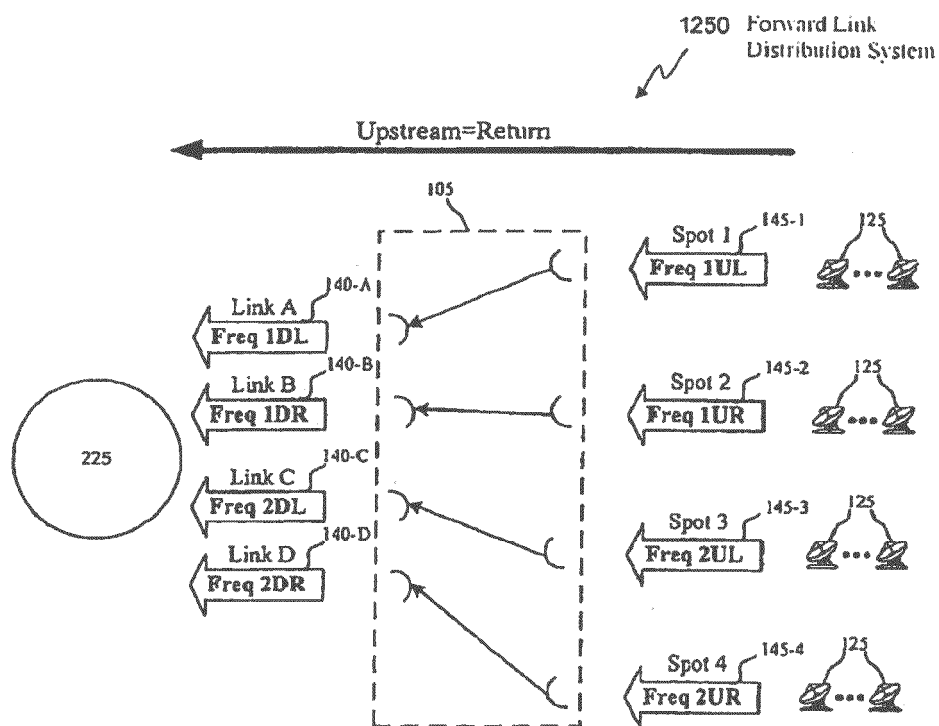 1250 Forward Link
Distribution System
Upstream=Return
105
Spot 1
145-1
125
Freq 1UL
140-A
Link A
Freq 1DL
140-B
Link B
Freq 1DR
Spot 2
145-2
125
Freq 1UR
225
140-C
Link C
Freq 2DL
Spot 3
145-3
125
Freq 2UL
140-D
Link D
Freq 2DR
Spot 4
145-4
125
Freq 2UR